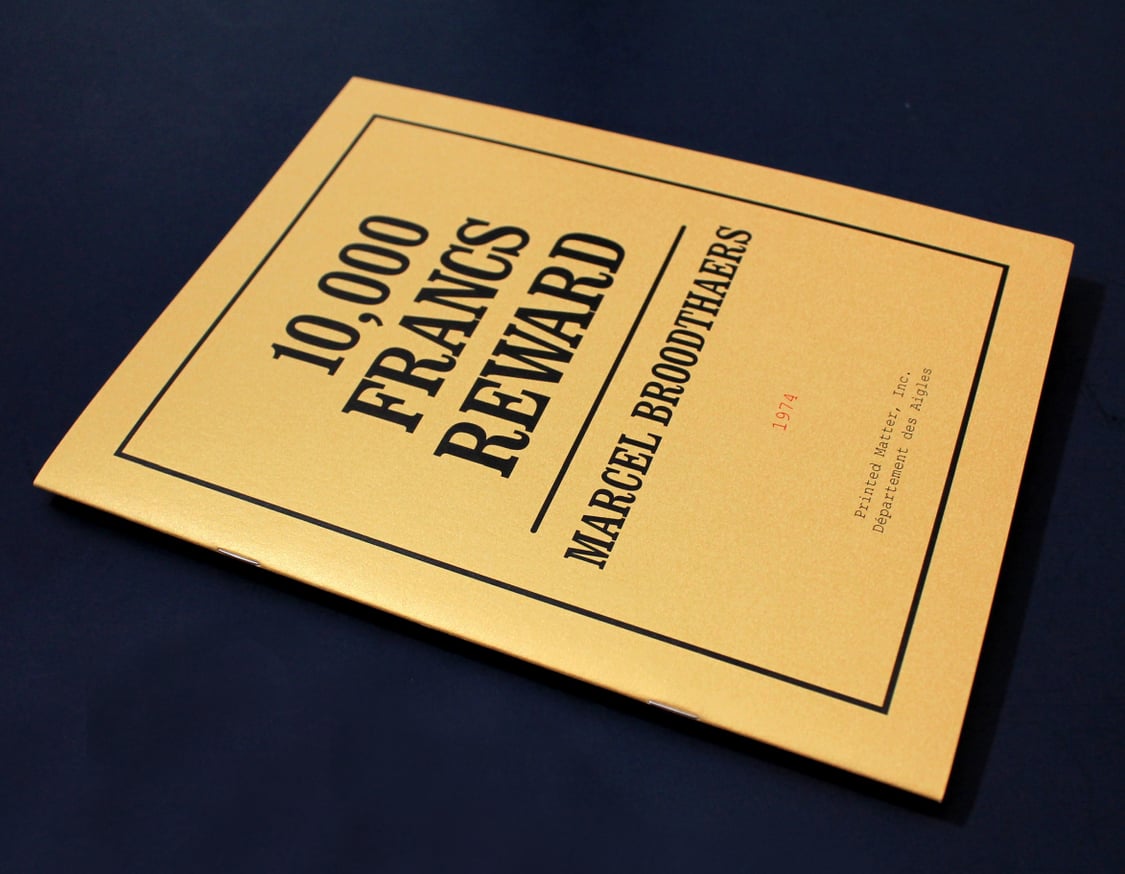 10,000
FRANCS
REWARD
MARCEL BROODTHAERS
1974
Printed Matter, Inc.
Département des Aigles